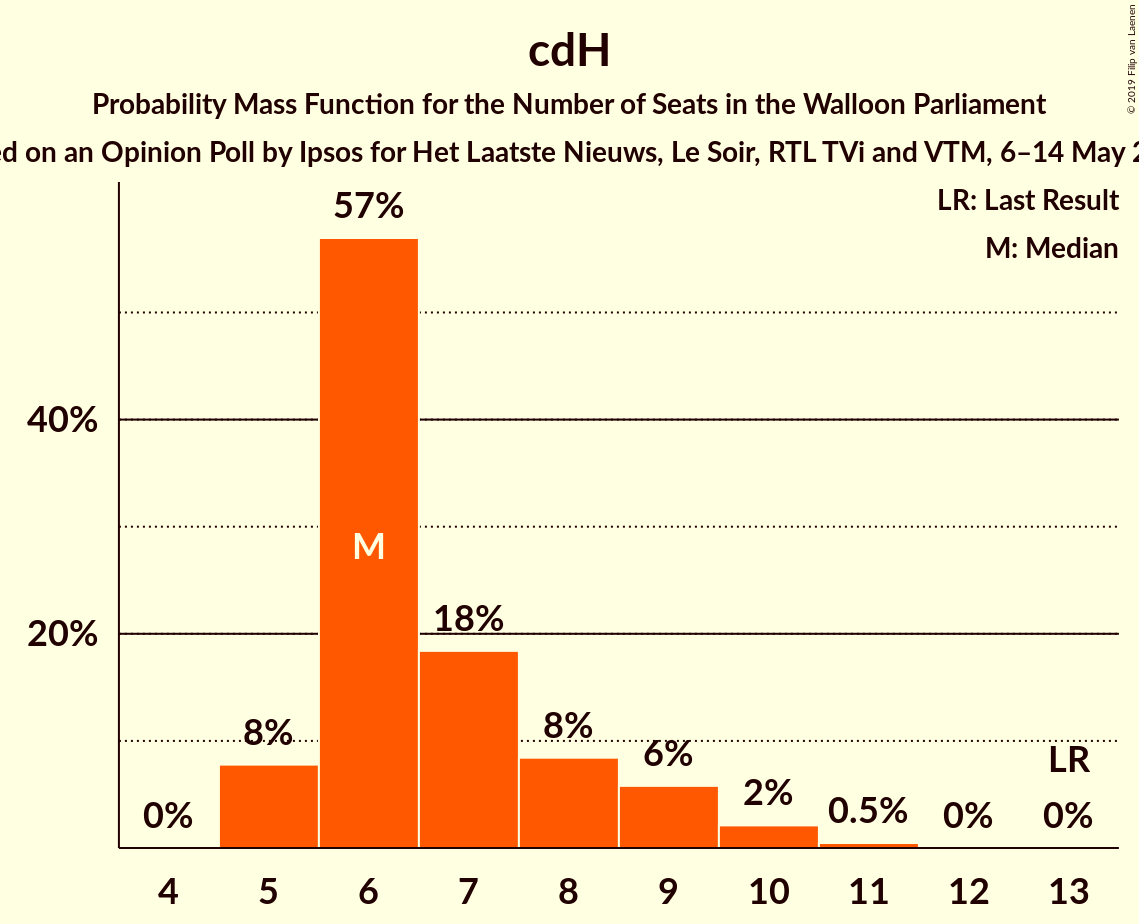 cdH
Probability Mass Function for the Number of Seats in the Walloon Parliament
on an Opinion Poll by Ipsos for Het Laatste Nieuws, Le Soir, RTL TVi and VTM, 6–14 May
© 2019 Filip van Laenen
LR: Last Result
M: Median
57%
40%
M
20%
18%
8%
8%
6%
2%
0.5%
0%
0%
LR
0%
4 5 6 7 8 9 10 11 12 13